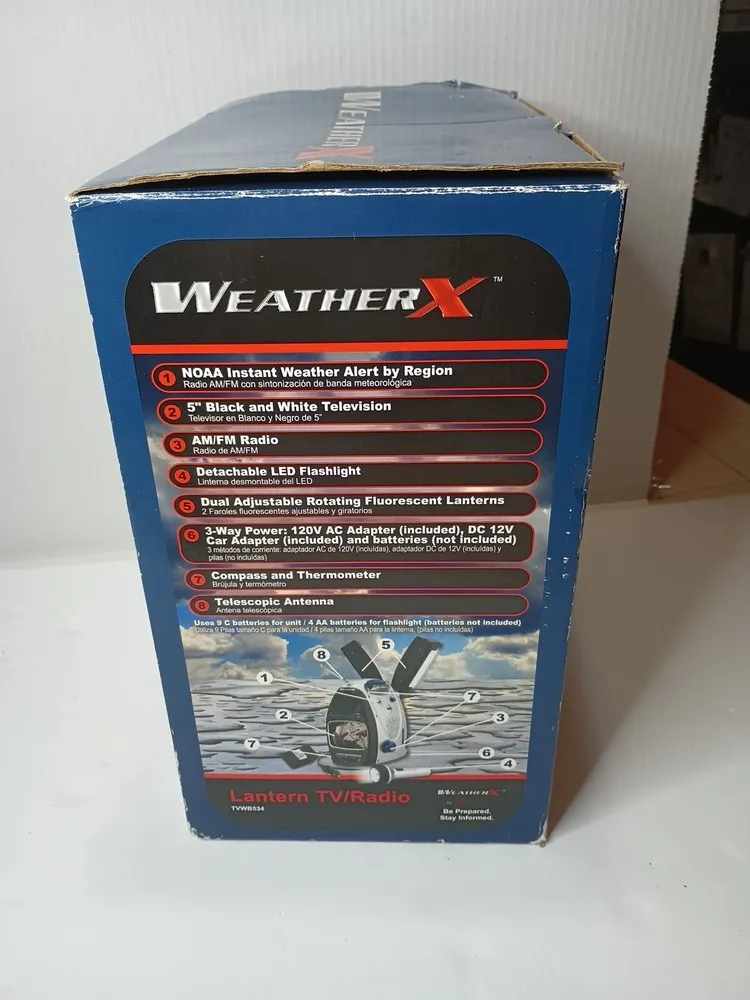 WEATHERX
WEATHERX™
1 NOAA Instant Weather Alert by Region
Radio AM/FM con sintonización de banda meteorológica
2 5" Black and White Television
Televisor en Blanco y Negro de 5"
3 AM/FM Radio
Radio de AM/FM
4 Detachable LED Flashlight
Linterna desmontable del LED
5 Dual Adjustable Rotating Fluorescent Lanterns
2 Faroles fluorescentes ajustables y giratorios
6 3-Way Power: 120V AC Adapter (included), DC 12V
Car Adapter (included) and batteries (not included)
3 métodos de corriente: adaptador AC de 120V (incluidas), adaptador DC de 12V (incluidas) y
pilas (no incluidas)
7 Compass and Thermometer
Brújula y termómetro
8 Telescopic Antenna
Antena telescópica
Uses 9 C batteries for unit / 4 AA batteries for flashlight (batteries not included)
Utiliza 9 Pilas tamaño C para la unidad / 4 pilas tamaño AA para la linterna. (pilas no incluidas)
5
8
1
7
2
3
7
6
4
Lantern TV/Radio
TVWB534
WEATHERX
Be Prepared.
Stay Informed.